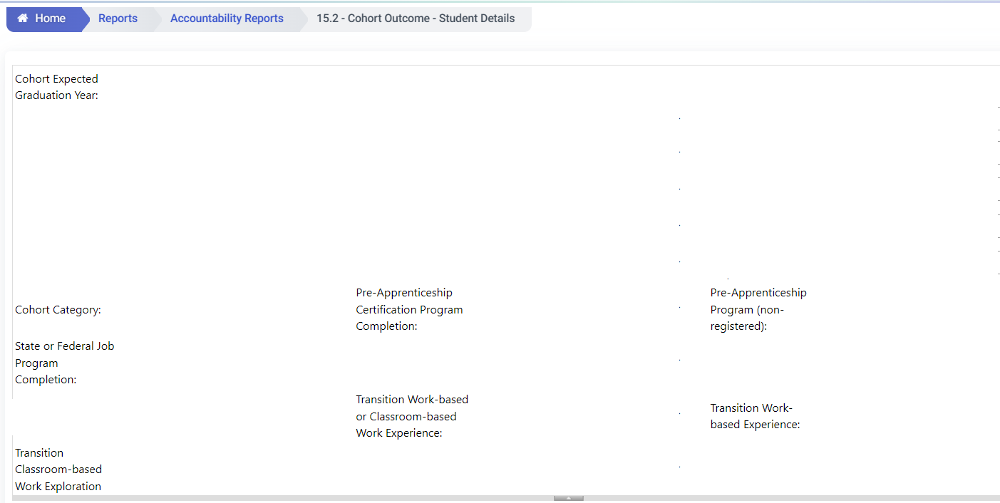 Home
Reports
Accountability Reports
15.2 - Cohort Outcome - Student Details
Cohort Expected
Graduation Year:
Cohort Category:
Pre-Apprenticeship
Certification Program
Completion:
Pre-Apprenticeship
Program (non-
registered):
State or Federal Job
Program
Completion:
Transition Work-based
or Classroom-based
Work Experience:
Transition Work-
based Experience:
Transition
Classroom-based
Work Exploration